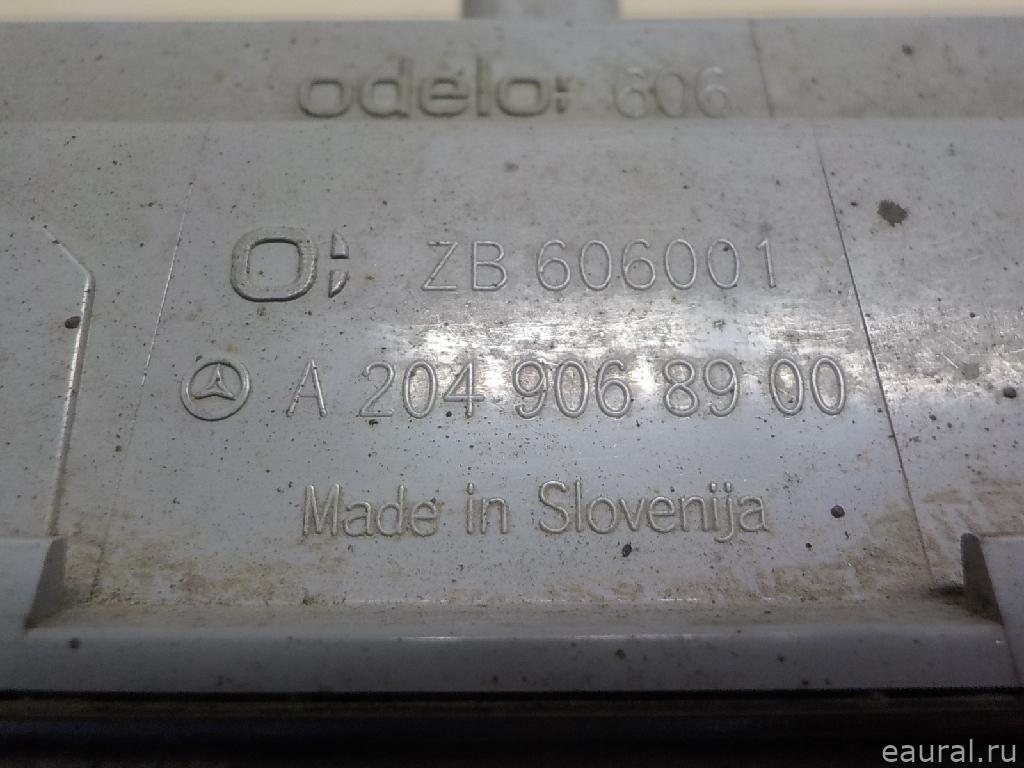 odelo: 606
O: ZB 606001
A 204 906 89 00
Made in Slovenija
eaural.ru